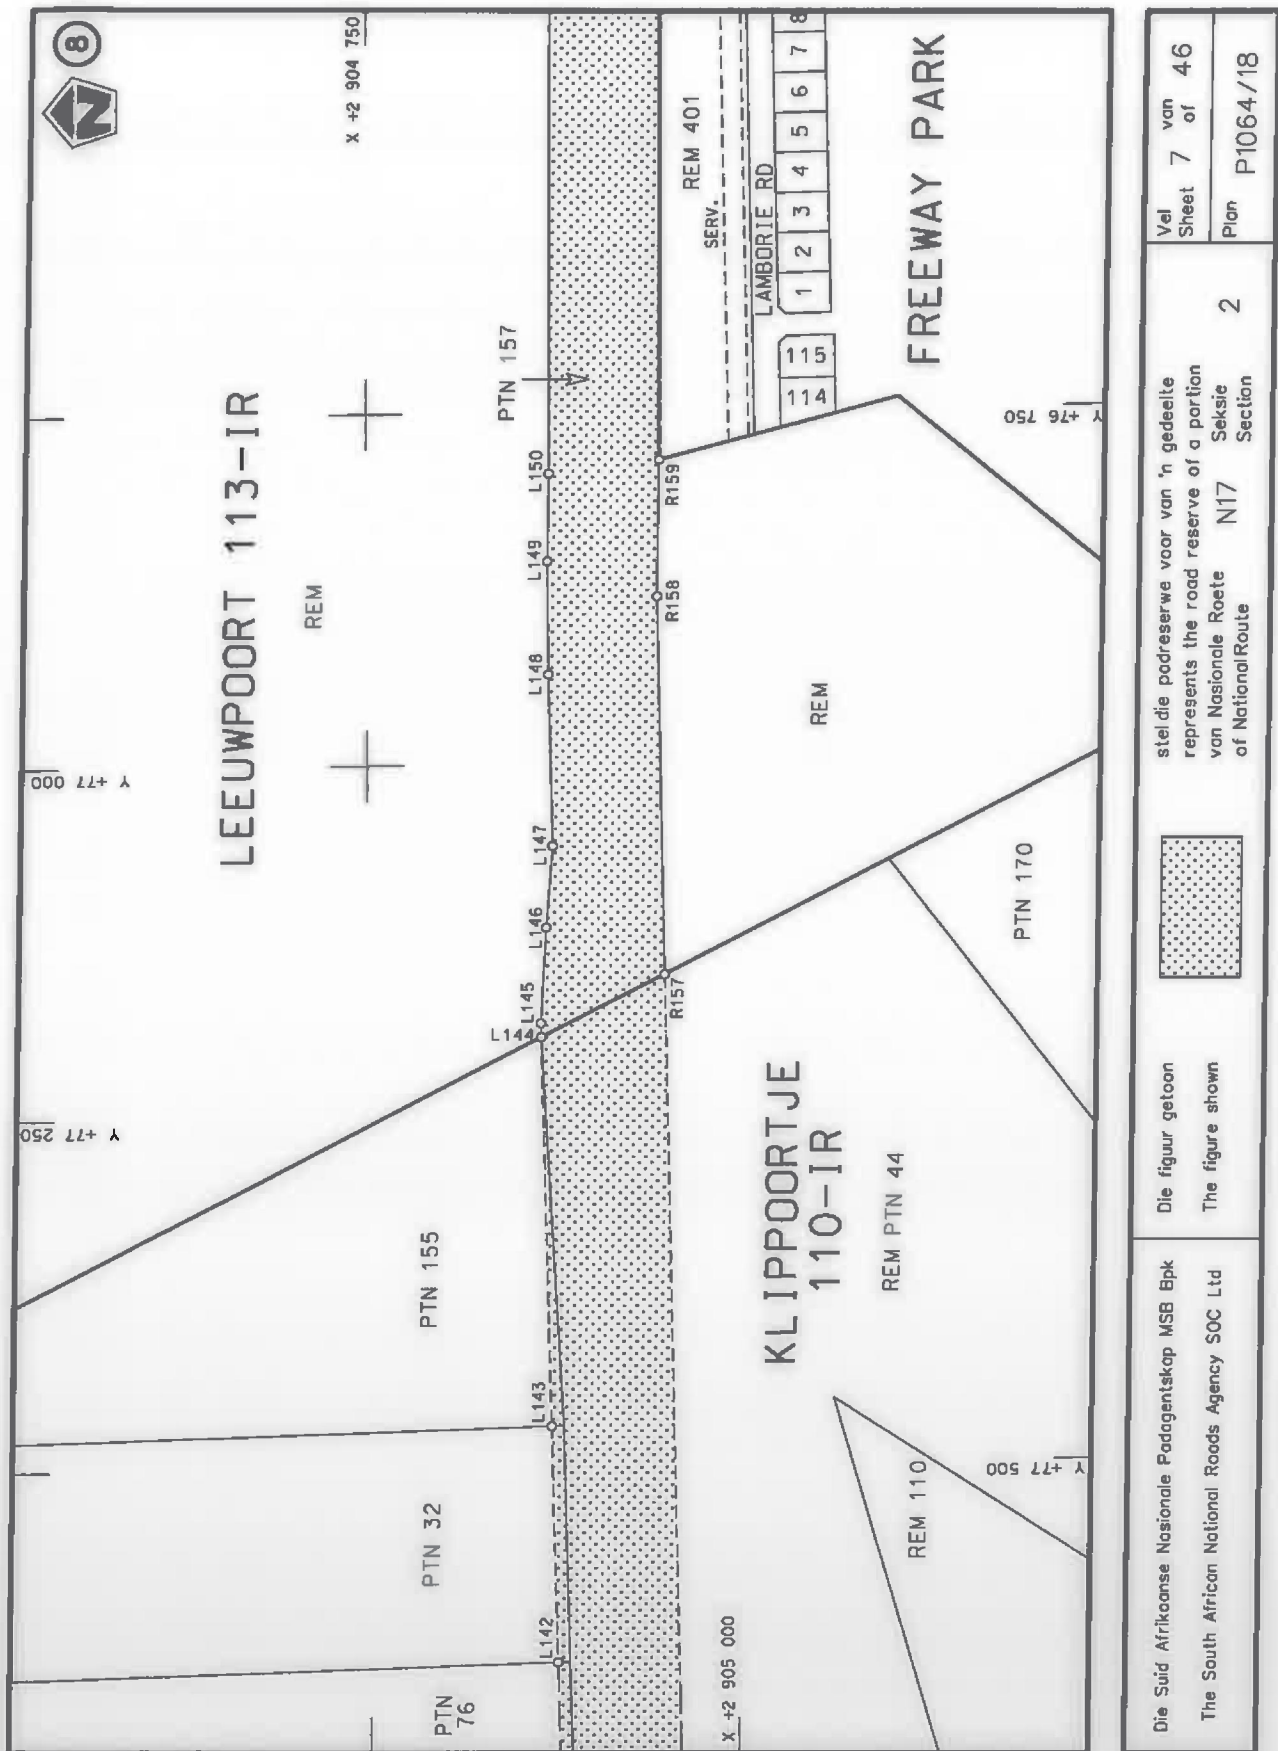 8
N
X +2 904 750
Y +77 250
Y +77 000
LEEUWPOORT 113-IR
REM
PTN 157
PTN 76
PTN 32
PTN 155
L142
L143
L144
L145
L146
L147
L148
L149
L150
R157
R158
R159
REM 401
SERV.
LAMBORIE RD
1 2 3 4 5 6 7 8
115
114
FREEWAY PARK
REM
KLIPPOORTJE
110-IR
REM PTN 44
PTN 170
REM 110
X +2 905 000
Y +77 500
Y +76 750
Die Suid Afrikaanse Nasionale Padagentskap MSB Bpk
The South African National Roads Agency SOC Ltd
Die figuur getoon
The figure shown
stel die padreserwe voor van 'n gedeelte
represents the road reserve of a portion
van Nasionale Roete N17 Seksie 2
of National Route Section
Vel 7 van 46
Sheet of
Plan P1064/18